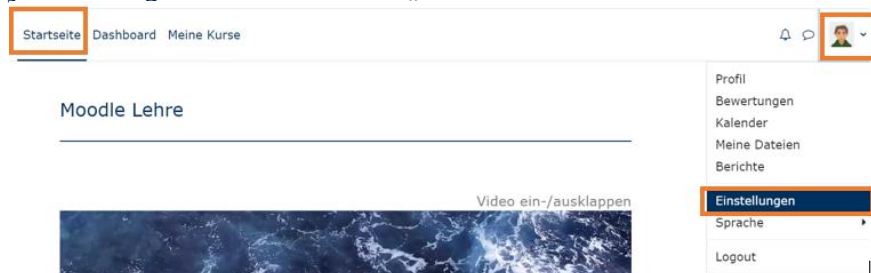 Startseite Dashboard Meine Kurse
Moodle Lehre
Video ein-/ausklappen
Profil
Bewertungen
Kalender
Meine Dateien
Berichte
Einstellungen
Sprache
Logout